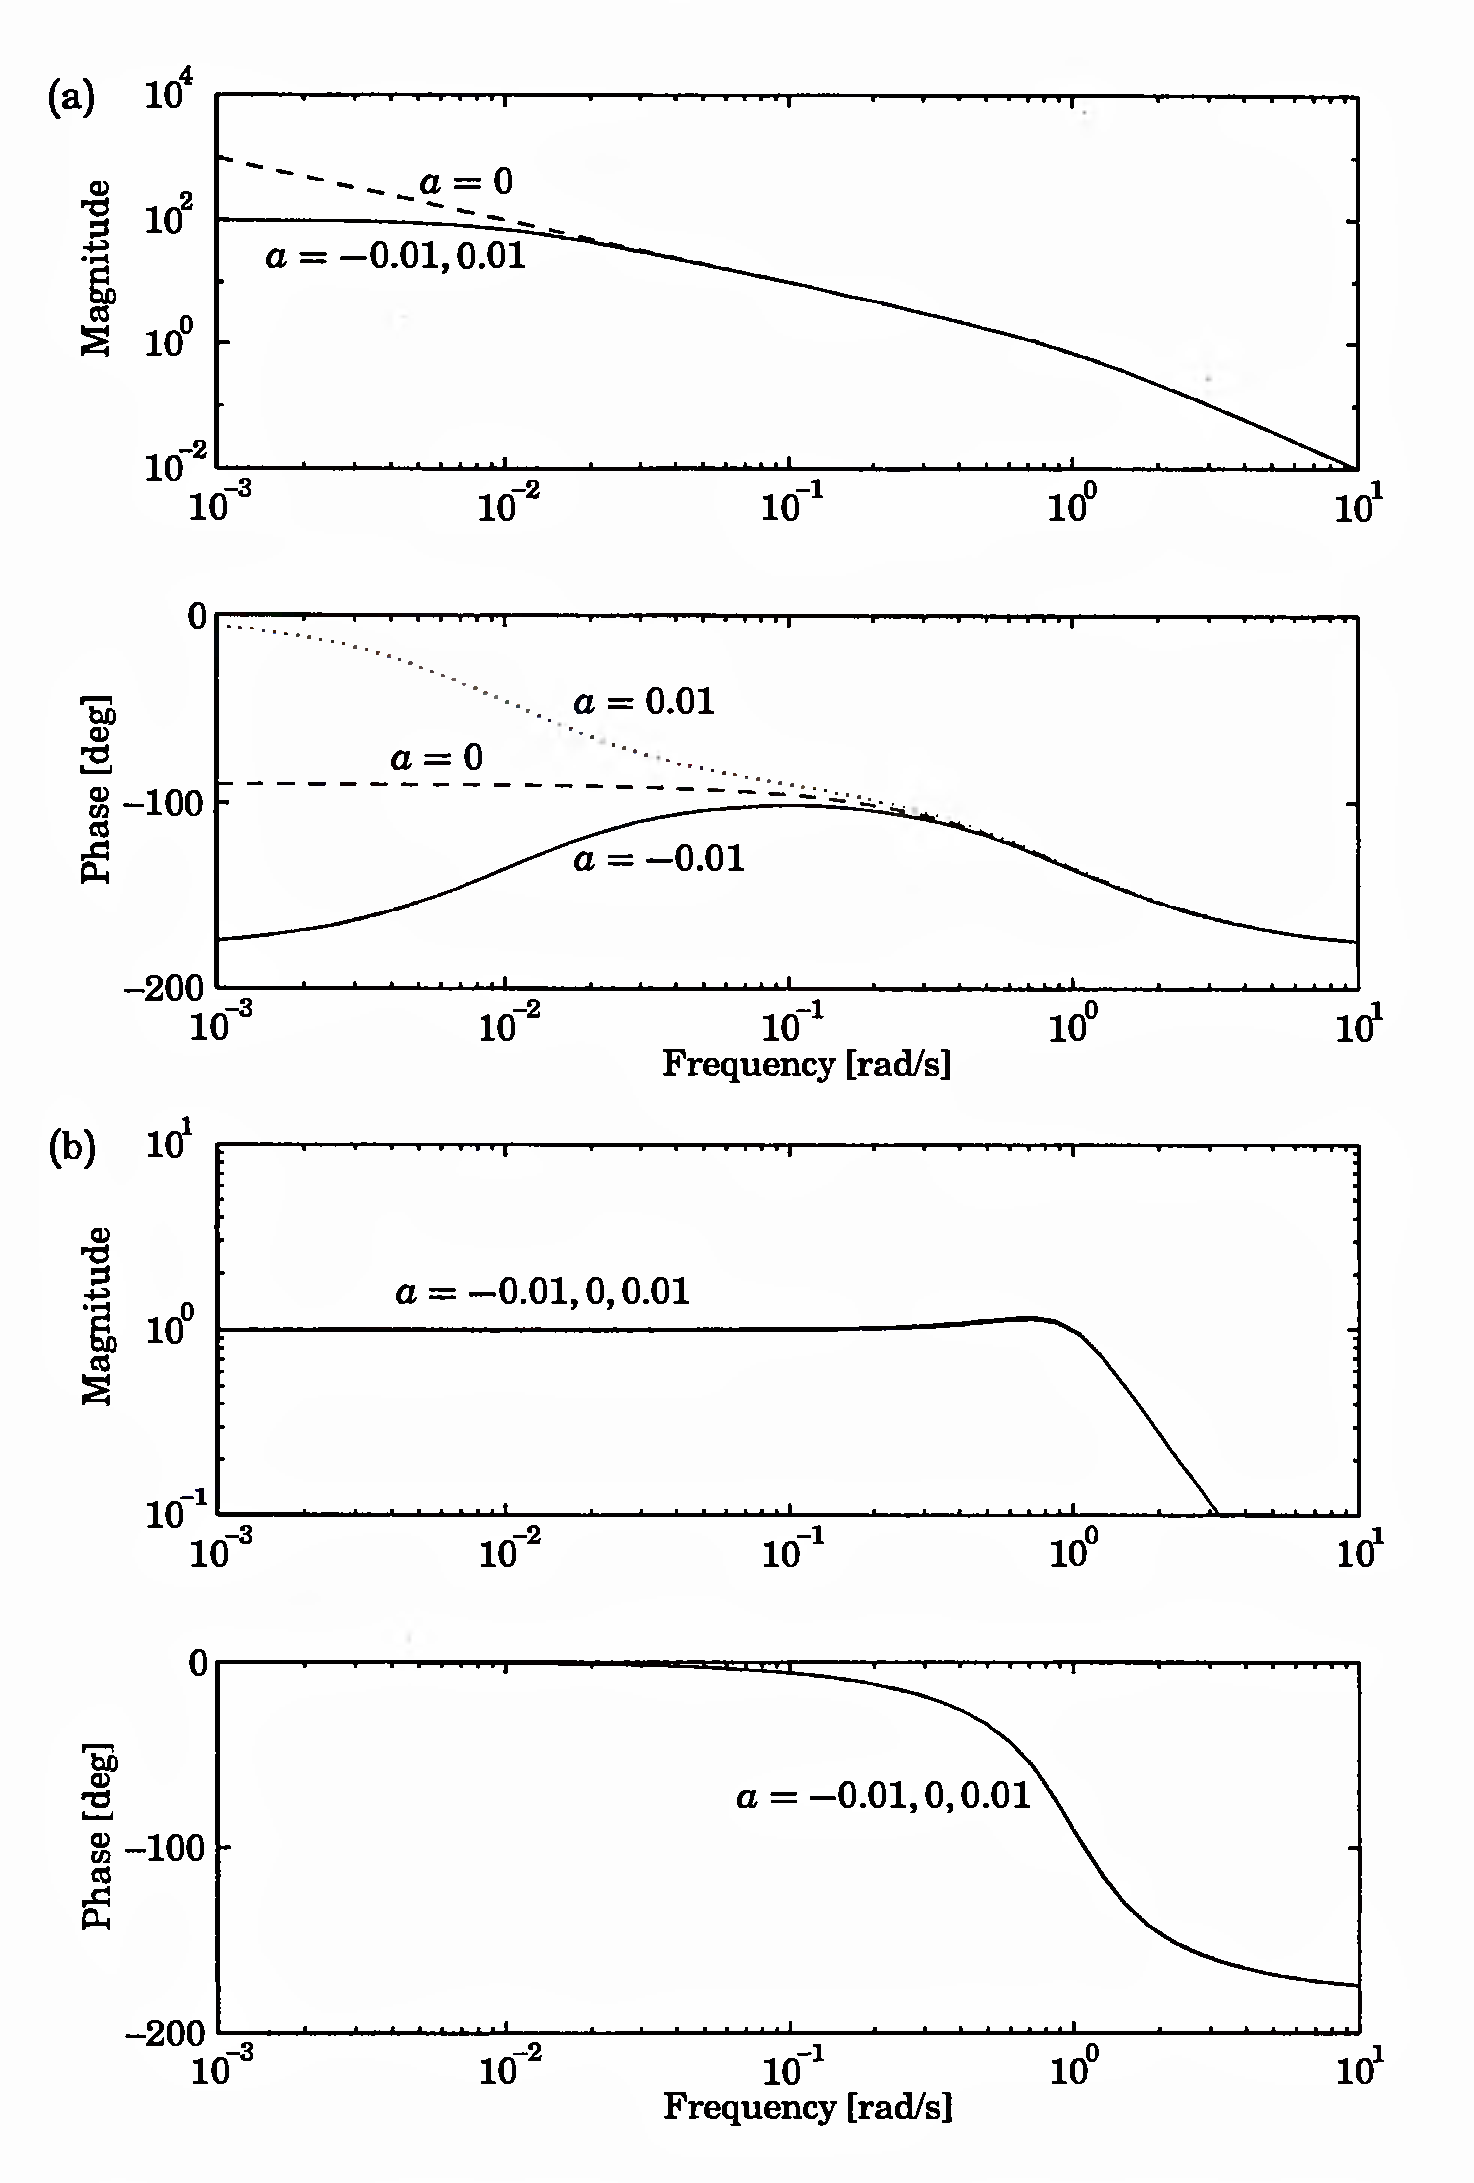 (a)
10^4
10^2
10^0
10^-2
Magnitude
a = 0
a = −0.01, 0.01
10^-3 10^-2 10^-1 10^0 10^1
0
−100
−200
Phase [deg]
a = 0.01
a = 0
a = −0.01
10^-3 10^-2 10^-1 10^0 10^1
Frequency [rad/s]
(b)
10^1
10^0
10^-1
Magnitude
a = −0.01, 0, 0.01
10^-3 10^-2 10^-1 10^0 10^1
0
−100
−200
Phase [deg]
a = −0.01, 0, 0.01
10^-3 10^-2 10^-1 10^0 10^1
Frequency [rad/s]